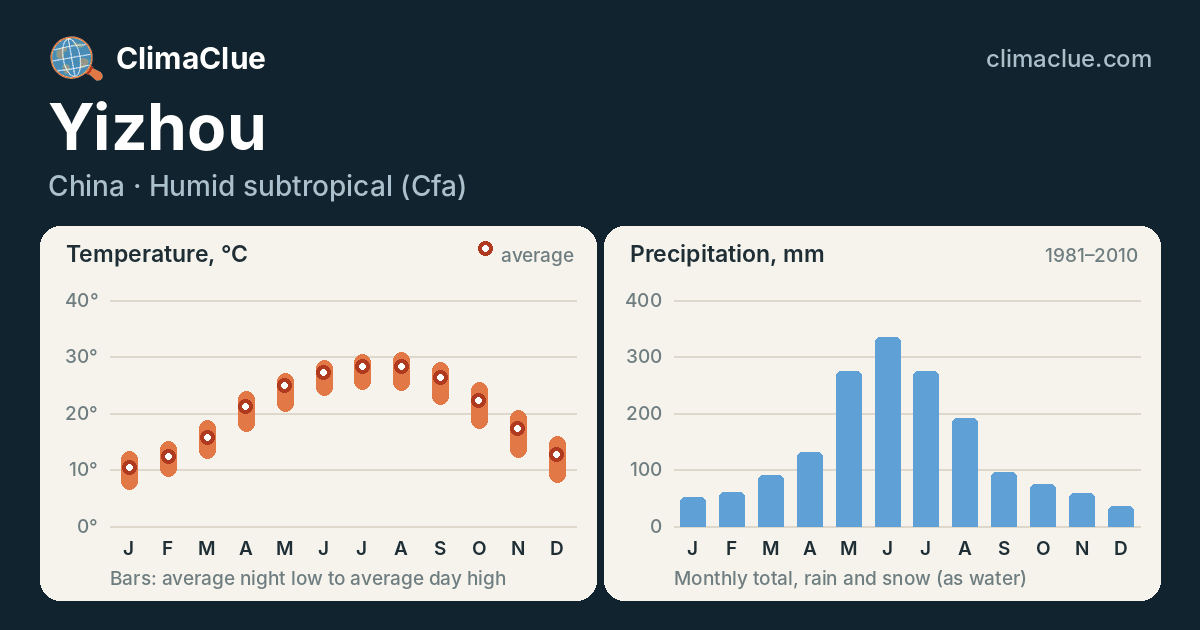 ClimaClue
climaclue.com
Yizhou
China · Humid subtropical (Cfa)
Temperature, °C
average
40°
30°
20°
10°
0°
J F M A M J J A S O N D
Bars: average night low to average day high
Precipitation, mm
1981–2010
400
300
200
100
0
J F M A M J J A S O N D
Monthly total, rain and snow (as water)